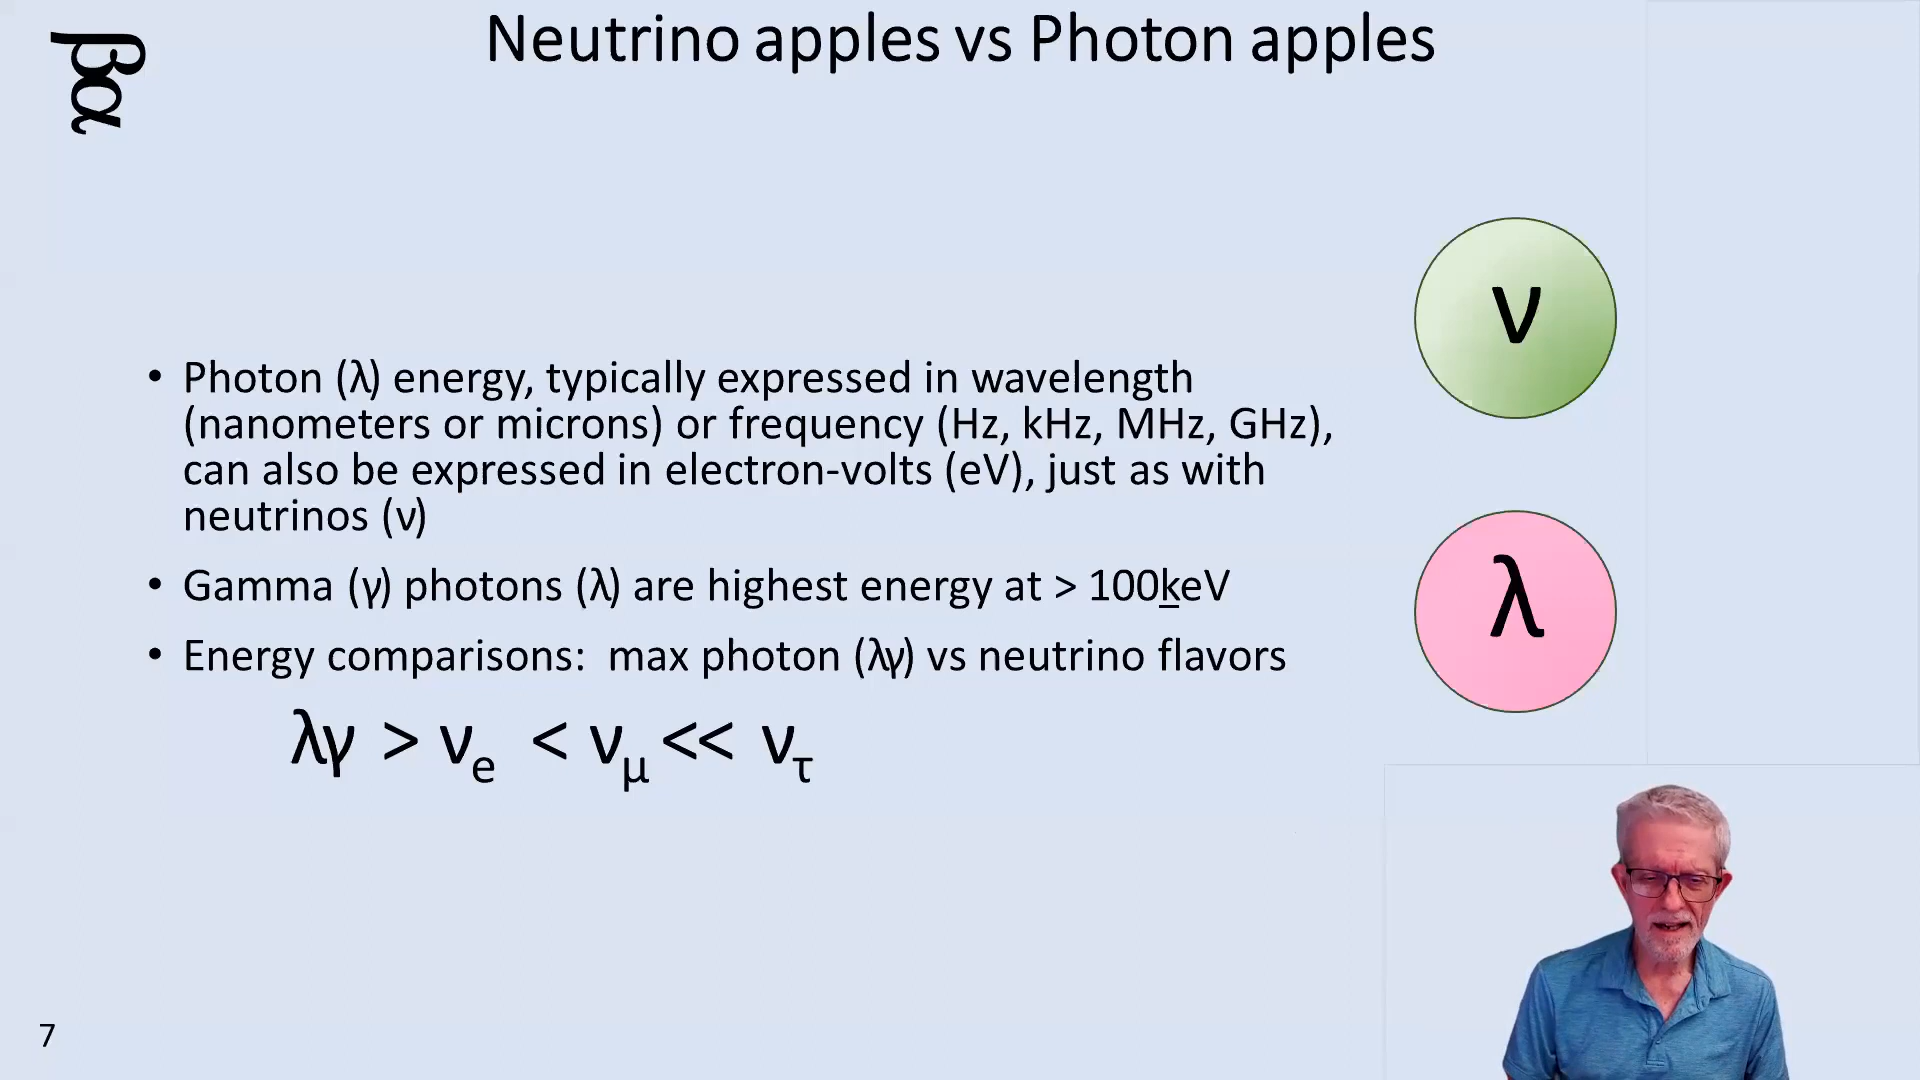 βα
Neutrino apples vs Photon apples
• Photon (λ) energy, typically expressed in wavelength
(nanometers or microns) or frequency (Hz, kHz, MHz, GHz),
can also be expressed in electron-volts (eV), just as with
neutrinos (ν)
• Gamma (γ) photons (λ) are highest energy at > 100keV
• Energy comparisons:  max photon (λγ) vs neutrino flavors
λγ > νe < νμ << ντ
ν
λ
7